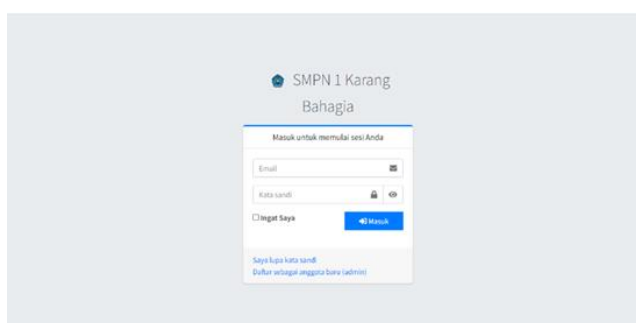 SMPN 1 Karang
Bahagia
Masuk untuk memulai sesi Anda
Email
Kata sandi
Ingat Saya
Masuk
Saya lupa kata sandi
Daftar sebagai anggota baru (admin)